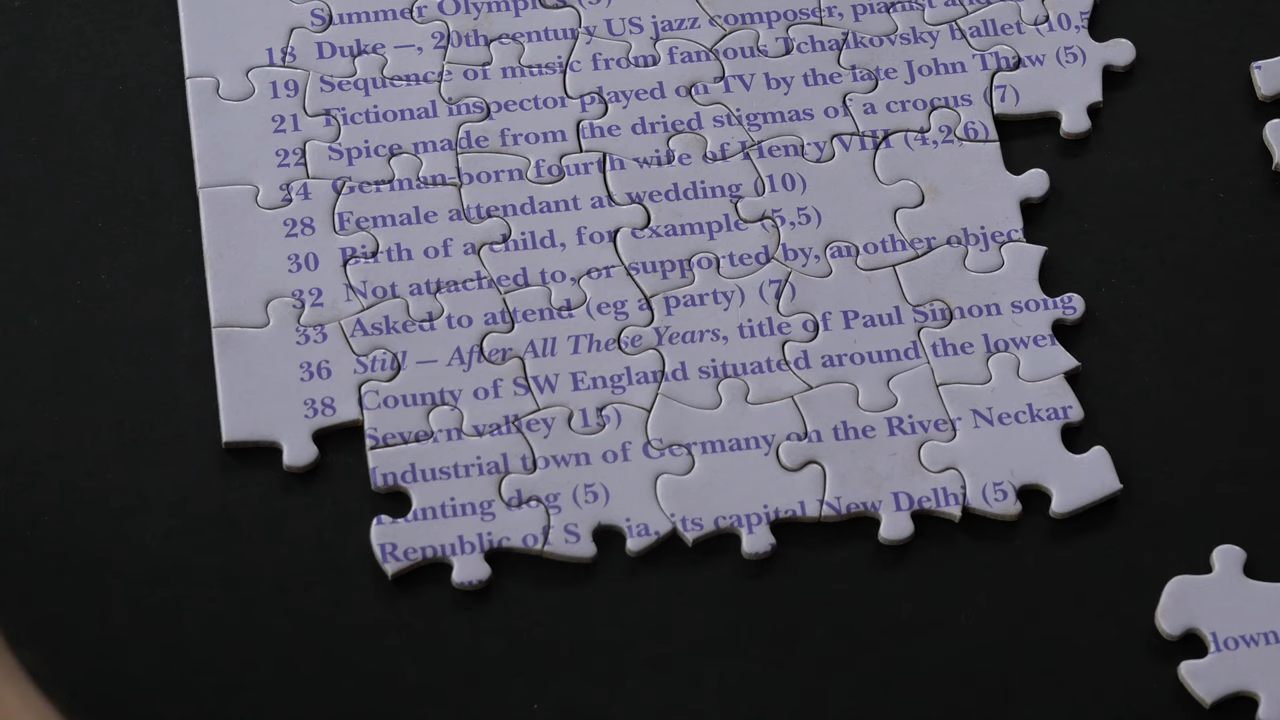 Summer Olympics (5)
18 Duke —, 20th-century US jazz composer, pianist and
19 Sequence of music from famous Tchaikovsky ballet (10,5
21 Fictional inspector played on TV by the late John Thaw (5)
22 Spice made from the dried stigmas of a crocus (7)
24 German-born fourth wife of Henry VIII (4,2,6)
28 Female attendant at wedding (10)
30 Birth of a child, for example (5,5)
32 Not attached to, or supported by, another object
33 Asked to attend (eg a party) (7)
36 Still — After All These Years, title of Paul Simon song
38 County of SW England situated around the lower
Severn valley (15)
Industrial town of Germany on the River Neckar
Hunting dog (5)
Republic of S ia, its capital New Delhi (5)
down